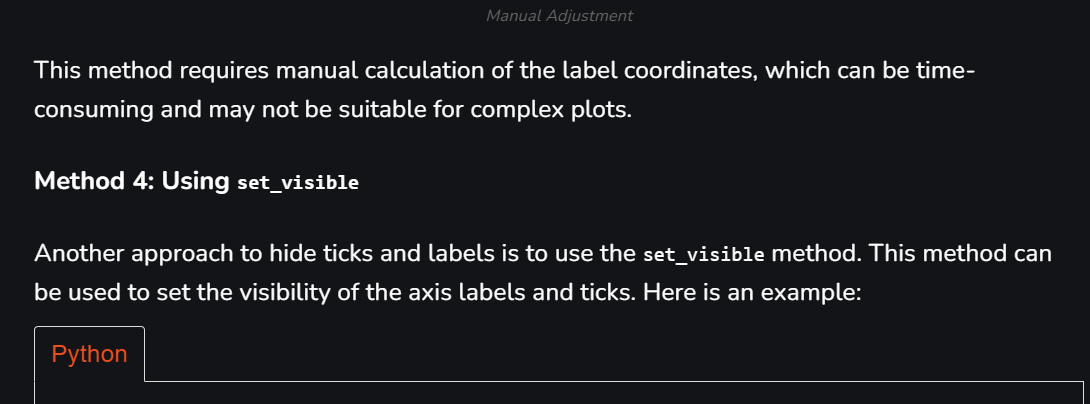 Manual Adjustment
This method requires manual calculation of the label coordinates, which can be time-
consuming and may not be suitable for complex plots.
Method 4: Using set_visible
Another approach to hide ticks and labels is to use the set_visible method. This method can
be used to set the visibility of the axis labels and ticks. Here is an example:
Python